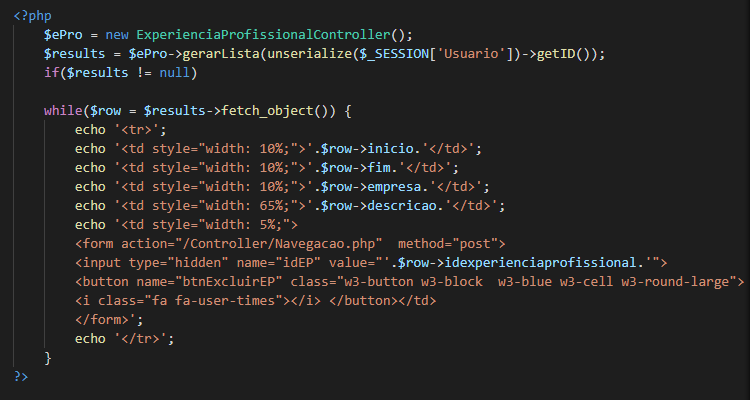 <?php
$ePro = new ExperienciaProfissionalController();
$results = $ePro->gerarLista(unserialize($_SESSION['Usuario'])->getID());
if($results != null)
while($row = $results->fetch_object()) {
echo '<tr>';
echo '<td style="width: 10%;">'.$row->inicio.'</td>';
echo '<td style="width: 10%;">'.$row->fim.'</td>';
echo '<td style="width: 10%;">'.$row->empresa.'</td>';
echo '<td style="width: 65%;">'.$row->descricao.'</td>';
echo '<td style="width: 5%;">
<form action="/Controller/Navegacao.php"  method="post">
<input type="hidden" name="idEP" value="'.$row->idexperienciaprofissional.'">
<button name="btnExcluirEP" class="w3-button w3-block  w3-blue w3-cell w3-round-large">
<i class="fa fa-user-times"></i> </button></td>
</form>';
echo '</tr>';
}
?>